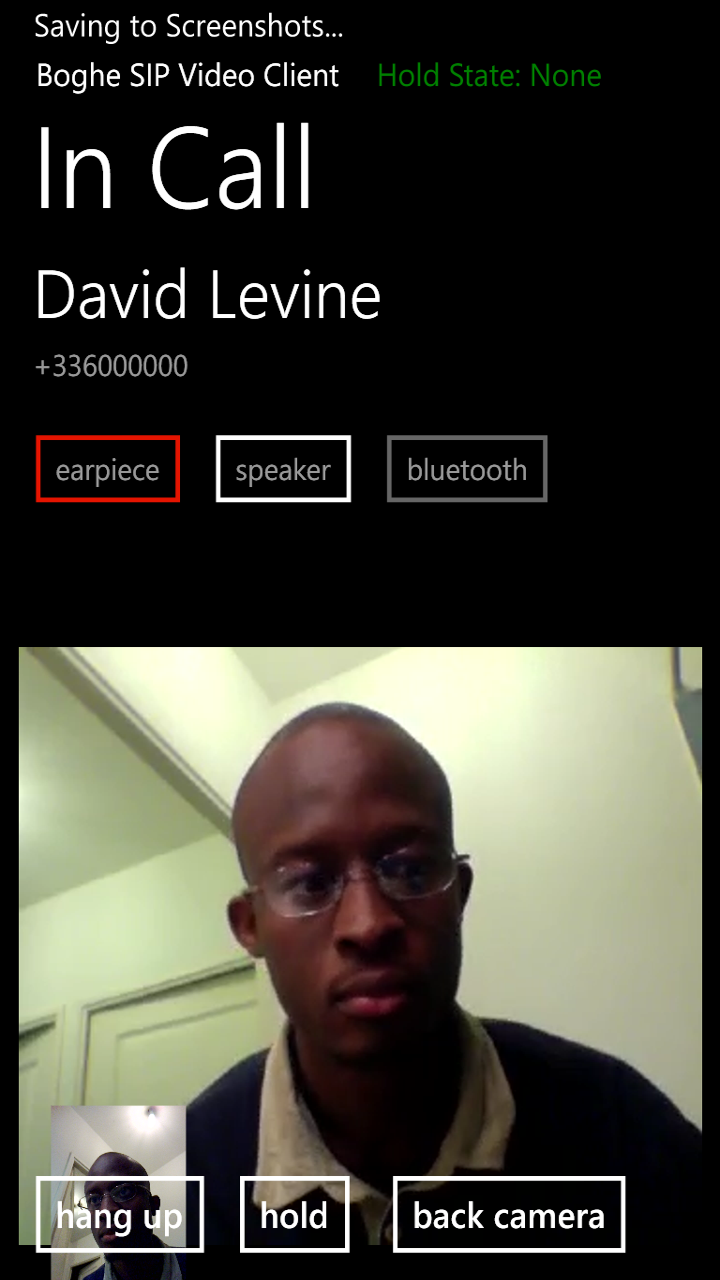 Saving to Screenshots...
Boghe SIP Video Client Hold State: None
In Call
David Levine
+336000000
earpiece speaker bluetooth
hang up hold back camera